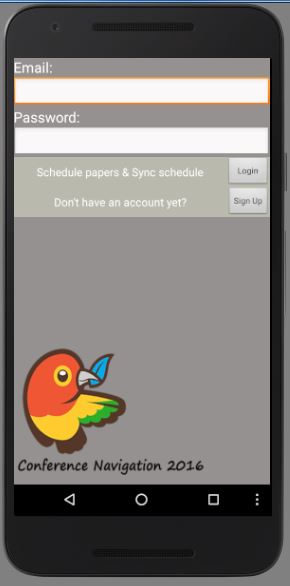 Email:
Password:
Schedule papers & Sync schedule
Login
Don't have an account yet?
Sign Up
Conference Navigation 2016